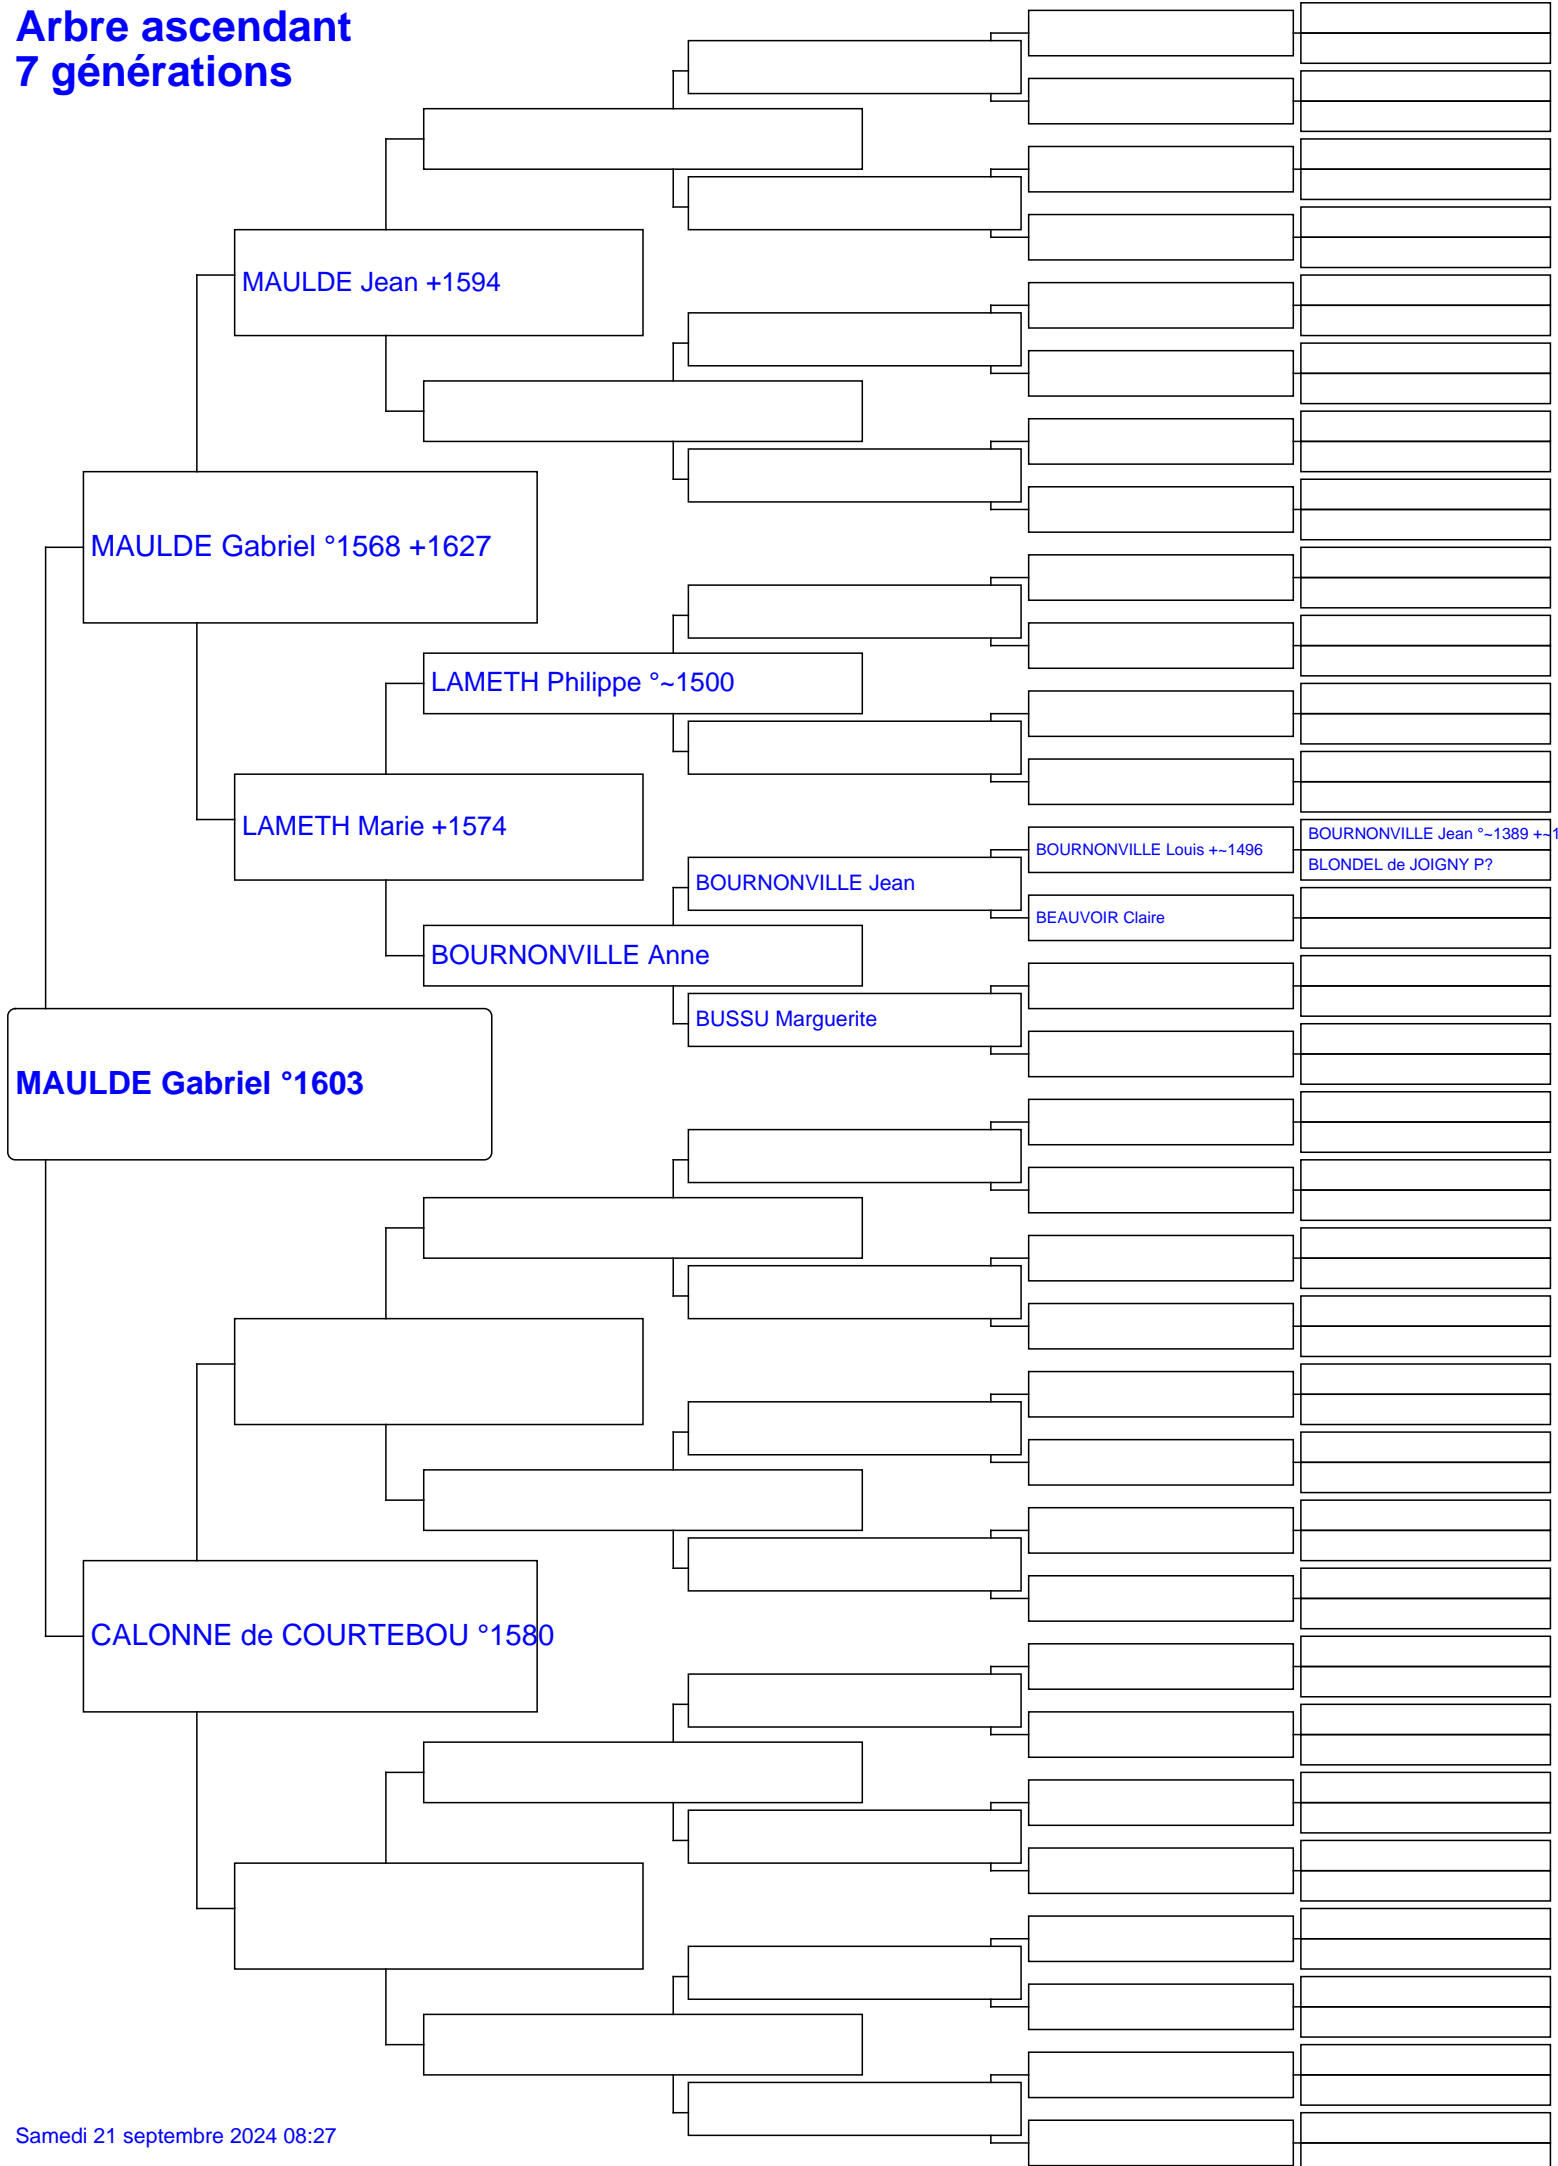 Arbre ascendant
7 générations
MAULDE Jean +1594
MAULDE Gabriel °1568 +1627
LAMETH Philippe °~1500
LAMETH Marie +1574
BOURNONVILLE Jean °~1389 +~1
BOURNONVILLE Louis +~1496
BLONDEL de JOIGNY P?
BOURNONVILLE Jean
BEAUVOIR Claire
BOURNONVILLE Anne
BUSSU Marguerite
MAULDE Gabriel °1603
CALONNE de COURTEBOU °1580
Samedi 21 septembre 2024 08:27